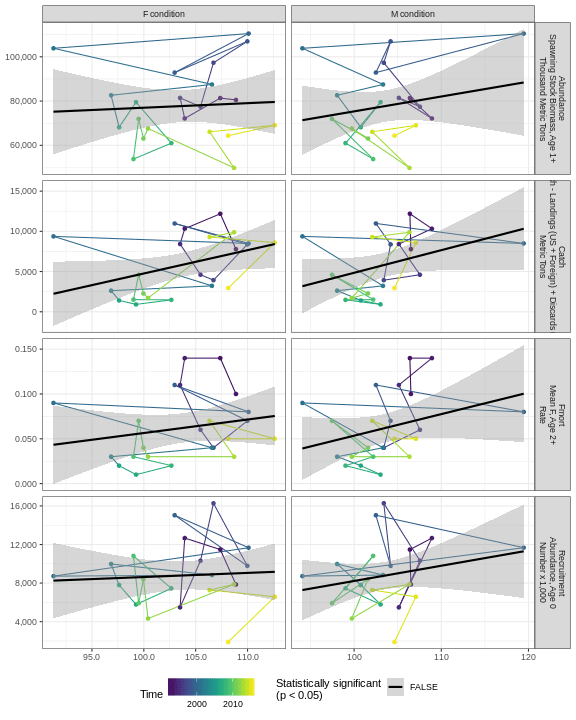 F condition
M condition
100,000
80,000
60,000
Abundance
Spawning Stock Biomass, Age 1+
Thousand Metric Tons
15,000
10,000
5,000
0
Catch
h - Landings (US + Foreign) + Discards
Metric Tons
0.150
0.100
0.050
0.000
Fmort
Mean F, Age 2+
Rate
16,000
12,000
8,000
4,000
Recruitment
Abundance, Age 0
Number x 1,000
95.0 100.0 105.0 110.0
100 110 120
Time
2000 2010
Statistically significant
(p < 0.05)
FALSE